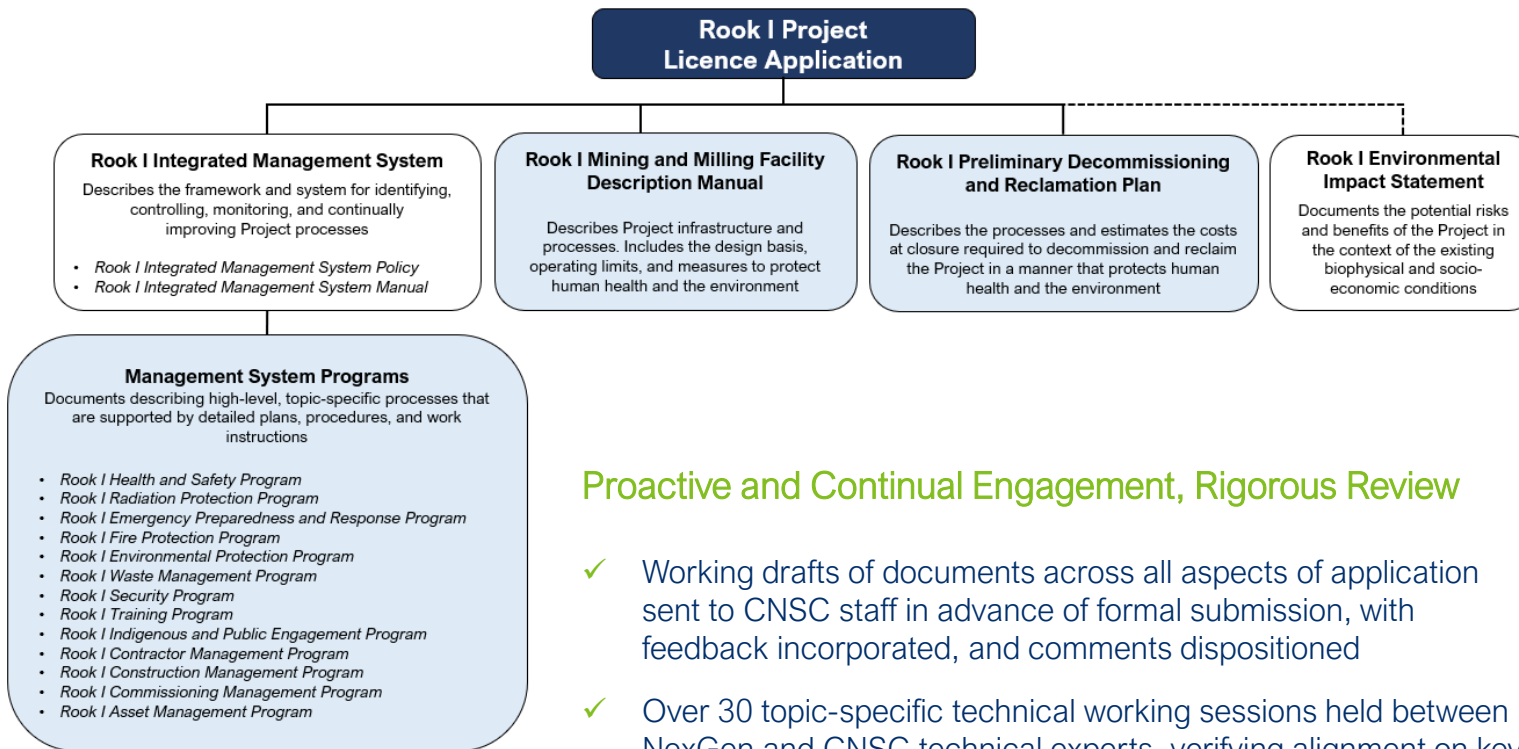 Rook I Project
Licence Application
Rook I Integrated Management System
Describes the framework and system for identifying,
controlling, monitoring, and continually
improving Project processes
• Rook I Integrated Management System Policy
• Rook I Integrated Management System Manual
Rook I Mining and Milling Facility
Description Manual
Describes Project infrastructure and
processes. Includes the design basis,
operating limits, and measures to protect
human health and the environment
Rook I Preliminary Decommissioning
and Reclamation Plan
Describes the processes and estimates the costs
at closure required to decommission and reclaim
the Project in a manner that protects human
health and the environment
Rook I Environmental
Impact Statement
Documents the potential risks
and benefits of the Project in
the context of the existing
biophysical and socio-
economic conditions
Management System Programs
Documents describing high-level, topic-specific processes that
are supported by detailed plans, procedures, and work
instructions
• Rook I Health and Safety Program
• Rook I Radiation Protection Program
• Rook I Emergency Preparedness and Response Program
• Rook I Fire Protection Program
• Rook I Environmental Protection Program
• Rook I Waste Management Program
• Rook I Security Program
• Rook I Training Program
• Rook I Indigenous and Public Engagement Program
• Rook I Contractor Management Program
• Rook I Construction Management Program
• Rook I Commissioning Management Program
• Rook I Asset Management Program
Proactive and Continual Engagement, Rigorous Review
✓ Working drafts of documents across all aspects of application
sent to CNSC staff in advance of formal submission, with
feedback incorporated, and comments dispositioned
✓ Over 30 topic-specific technical working sessions held between
NexGen and CNSC technical experts, verifying alignment on key